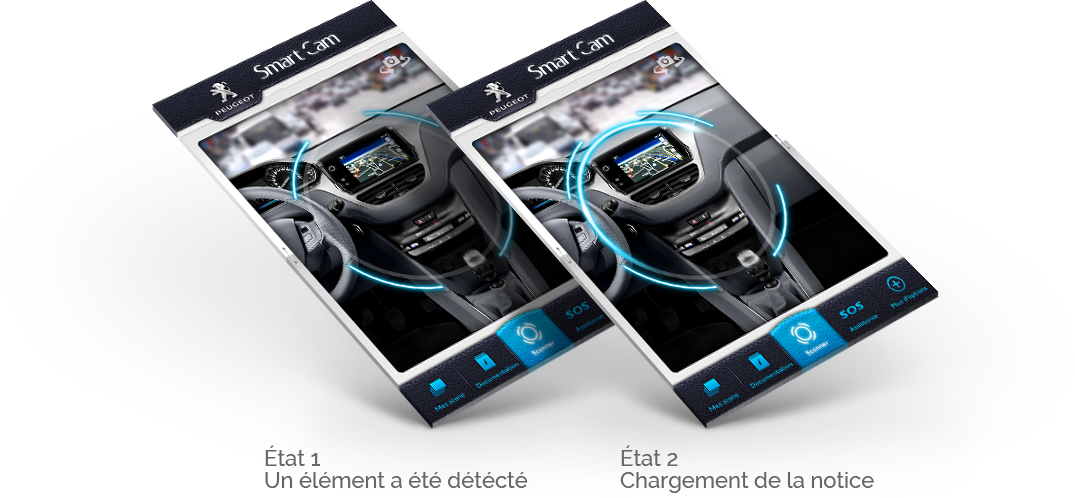 Smart Cam
PEUGEOT
Mes scans
Documentation
Scanner
SOS
Assistance
Smart Cam
PEUGEOT
Mes scans
Documentation
Scanner
SOS
Assistance
Plus d'options
État 1
Un élément a été détécté
État 2
Chargement de la notice